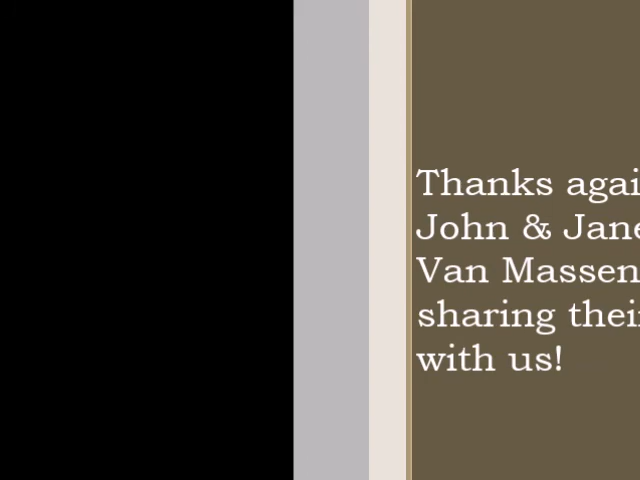 Thanks agai
John & Jane
Van Massen
sharing thei
with us!